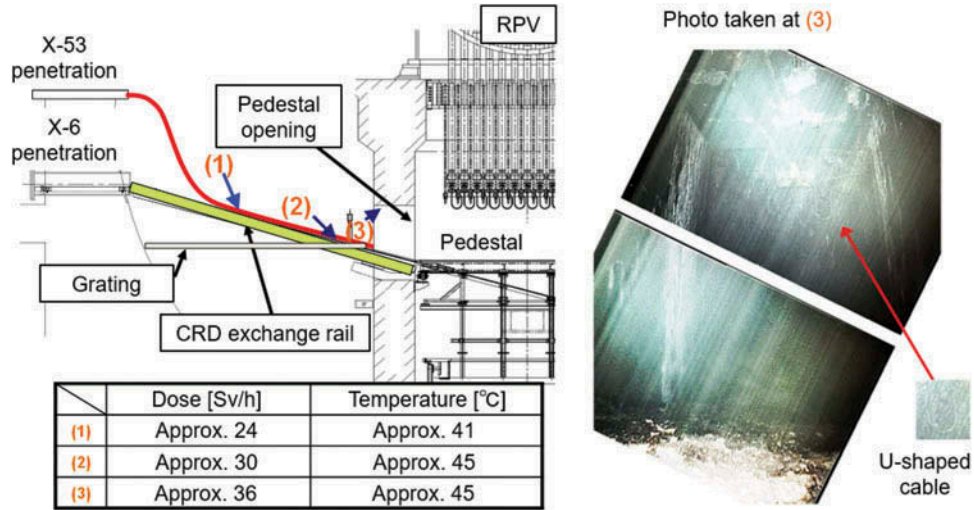 RPV
X-53
penetration
X-6
penetration
Pedestal
opening
(1)
(2)
(3)
Pedestal
Grating
CRD exchange rail
Dose [Sv/h] Temperature [°C]
(1) Approx. 24 Approx. 41
(2) Approx. 30 Approx. 45
(3) Approx. 36 Approx. 45
Photo taken at (3)
U-shaped
cable